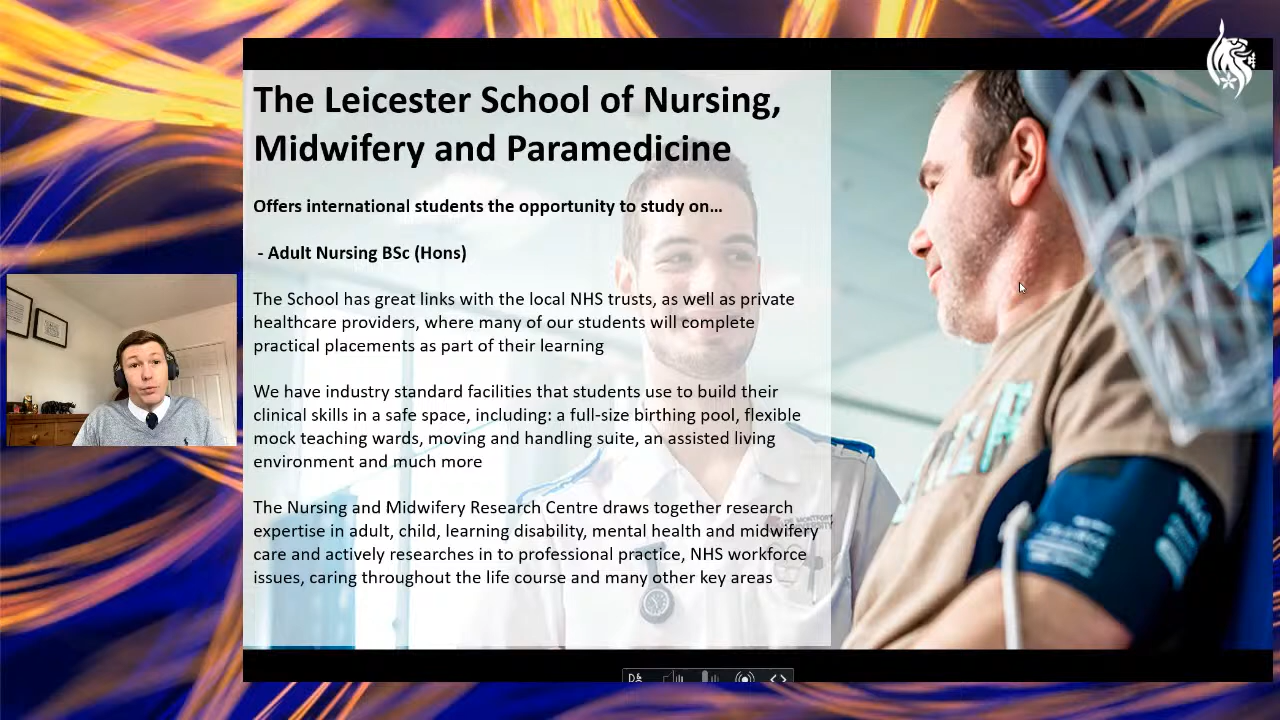 The Leicester School of Nursing,
Midwifery and Paramedicine
Offers international students the opportunity to study on...
- Adult Nursing BSc (Hons)
The School has great links with the local NHS trusts, as well as private
healthcare providers, where many of our students will complete
practical placements as part of their learning
We have industry standard facilities that students use to build their
clinical skills in a safe space, including: a full-size birthing pool, flexible
mock teaching wards, moving and handling suite, an assisted living
environment and much more
The Nursing and Midwifery Research Centre draws together research
expertise in adult, child, learning disability, mental health and midwifery
care and actively researches in to professional practice, NHS workforce
issues, caring throughout the life course and many other key areas
DE MONTFORT
UNIVERSITY